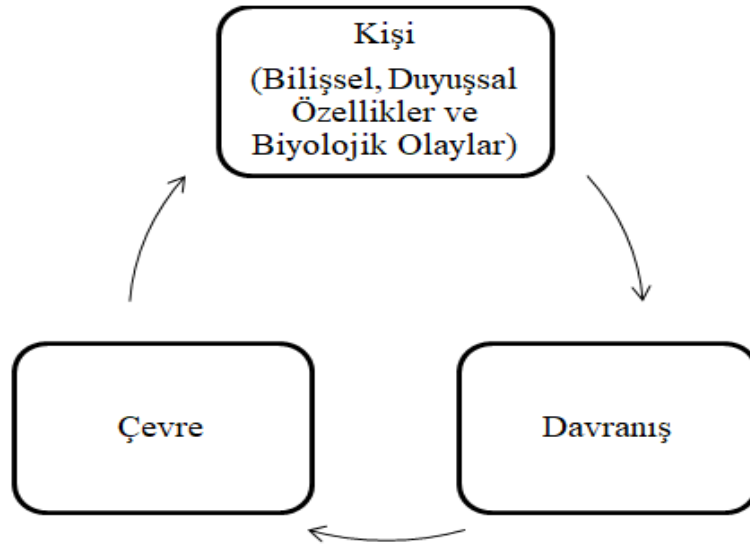 Kişi
(Bilişsel, Duyuşsal
Özellikler ve
Biyolojik Olaylar)
Çevre
Davranış